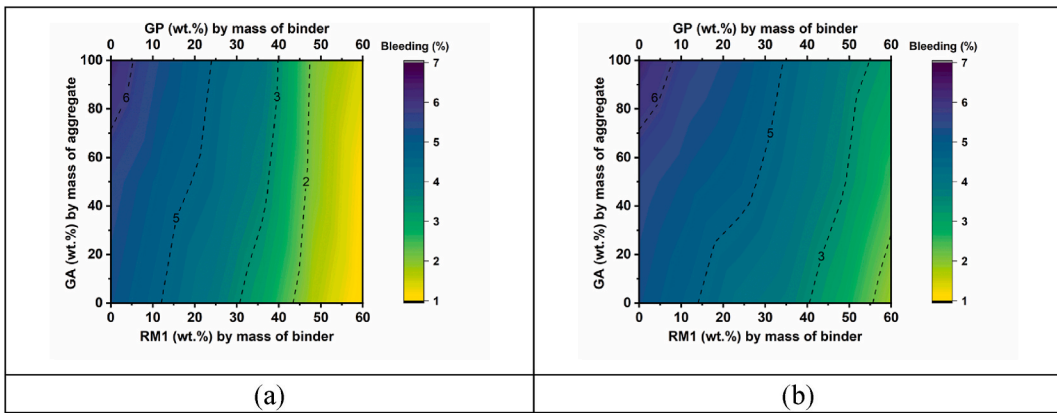 GP (wt.%) by mass of binder
0 10 20 30 40 50 60
Bleeding (%)
GA (wt.%) by mass of aggregate
100
80
60
40
20
0
6
5
3
2
7
6
5
4
3
2
1
0 10 20 30 40 50 60
RM1 (wt.%) by mass of binder
(a)
GP (wt.%) by mass of binder
0 10 20 30 40 50 60
Bleeding (%)
GA (wt.%) by mass of aggregate
100
80
60
40
20
0
6
5
3
7
6
5
4
3
2
1
0 10 20 30 40 50 60
RM1 (wt.%) by mass of binder
(b)